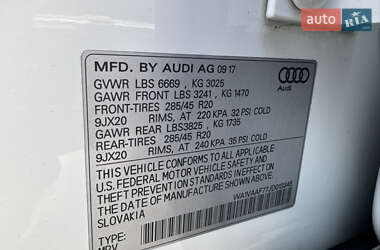 auto.RIA.com
MFD. BY AUDI AG 09 17
GVWR LBS 6669 , KG 3025
GAWR FRONT LBS 3241 , KG 1470
FRONT-TIRES 285/45 R20
9JX20 RIMS, AT 220 KPA 32 PSI COLD
GAWR REAR LBS3825 , KG 1735
REAR-TIRES 285/45 R20
9JX20 RIMS, AT 240 KPA 35 PSI COLD
THIS VEHICLE CONFORMS TO ALL APPLICABLE
FEDERAL MOTOR VEHICLE SAFETY AND
THEFT PREVENTION STANDARDS IN EFFECT
ON THE DATE OF MANUFACTURE SHOWN ABOVE
SLOVAKIA
TYPE:
MPV
Audi